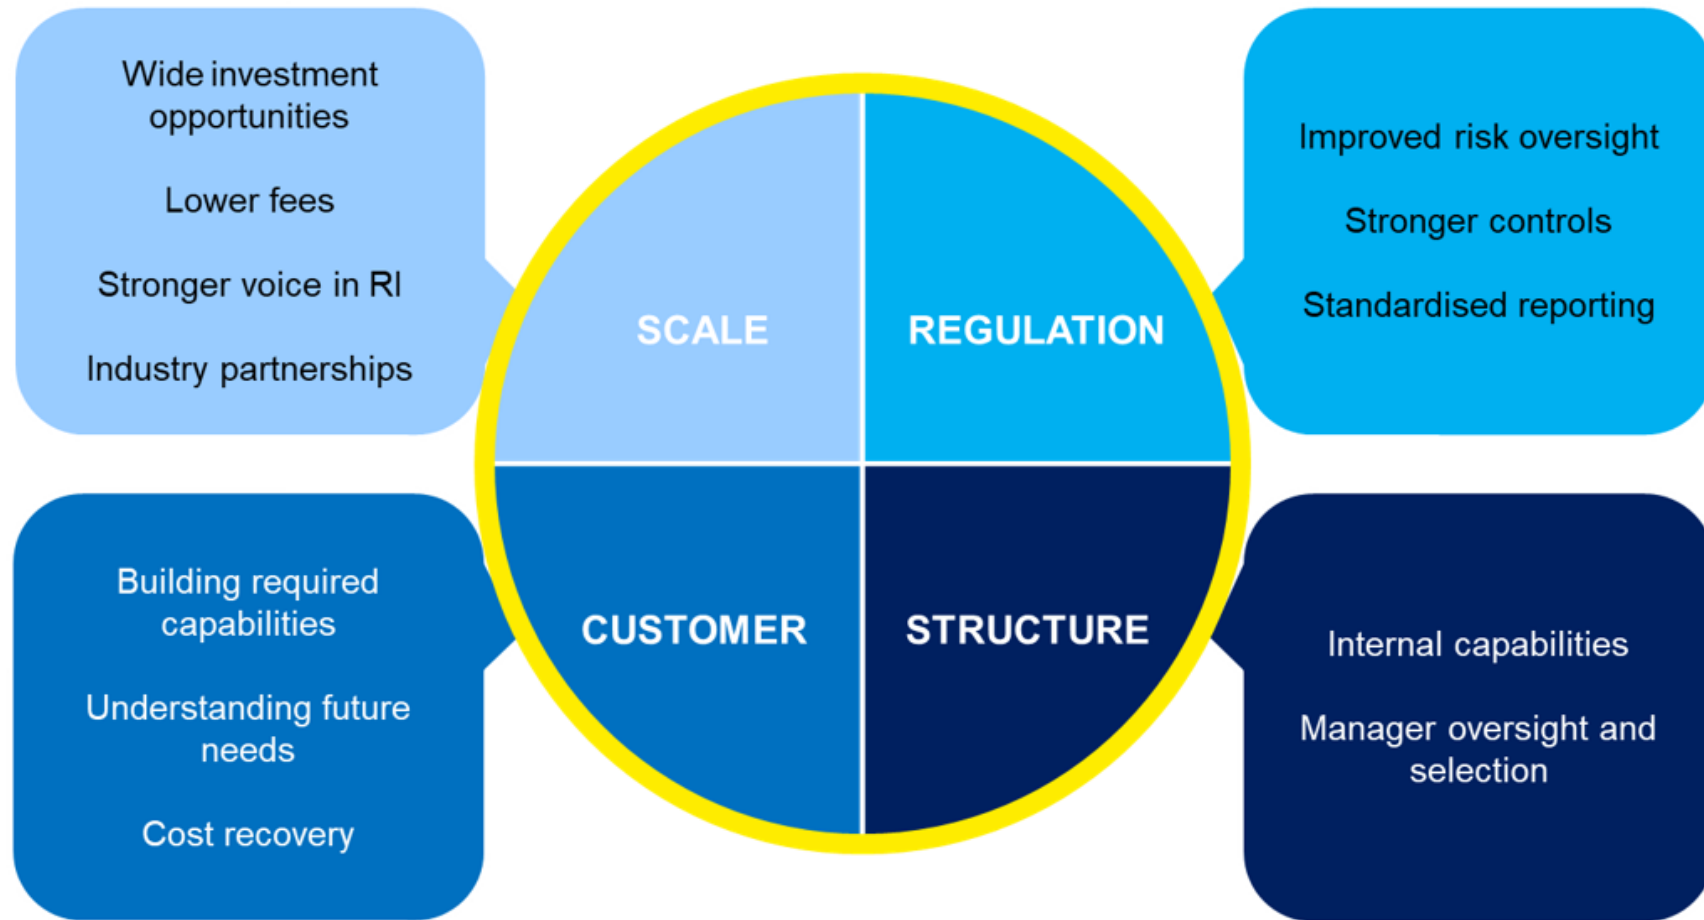 Wide investment
opportunities
Lower fees
Stronger voice in RI
Industry partnerships
SCALE
REGULATION
Improved risk oversight
Stronger controls
Standardised reporting
Building required
capabilities
Understanding future
needs
Cost recovery
CUSTOMER
STRUCTURE
Internal capabilities
Manager oversight and
selection